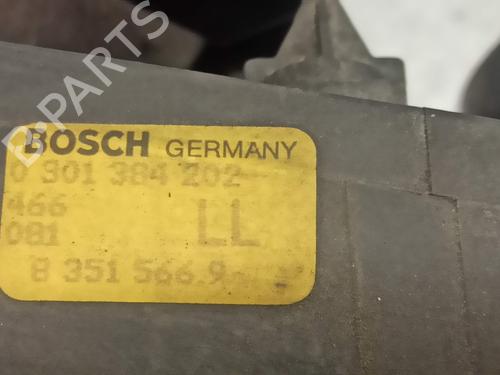 B-PARTS
BOSCH GERMANY
0 301 384 202
466
081 LL
8 351 566 9